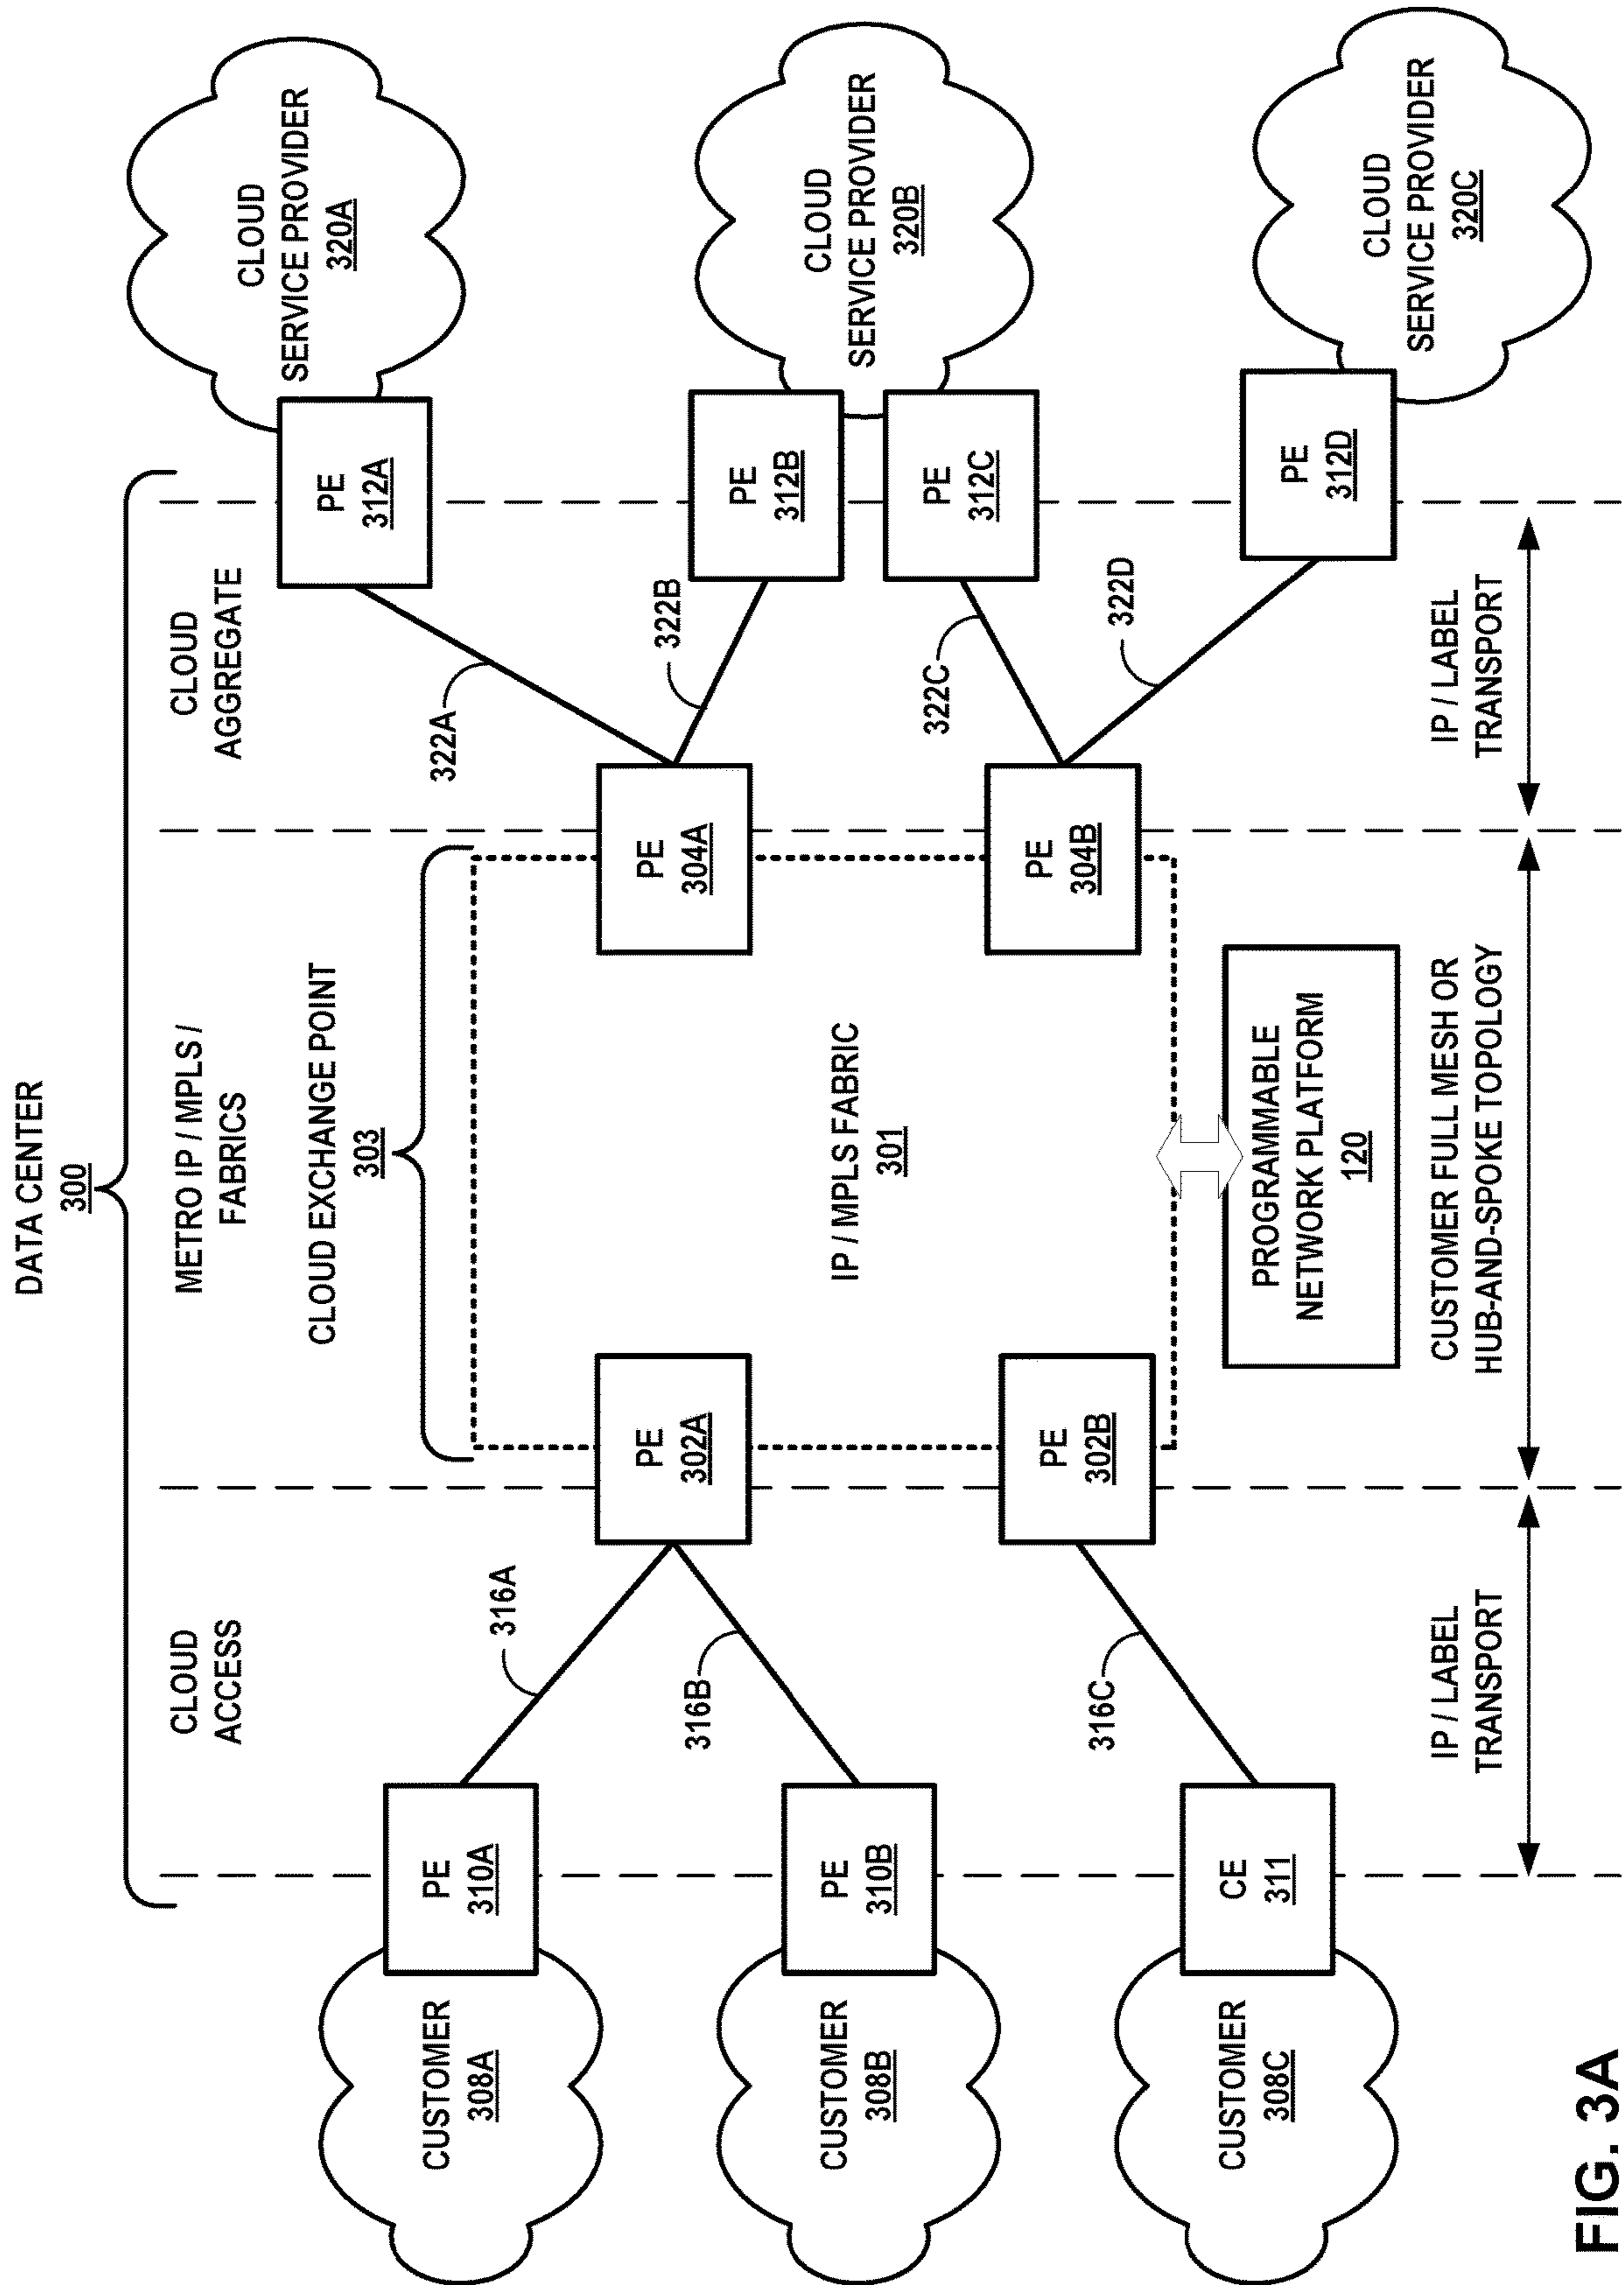 DATA CENTER
300
CLOUD
ACCESS
METRO IP / MPLS /
FABRICS
CLOUD
AGGREGATE
CLOUD EXCHANGE POINT
303
CUSTOMER
308A
PE
310A
316A
PE
302A
PE
304A
322A
PE
312A
CLOUD
SERVICE PROVIDER
320A
CUSTOMER
308B
PE
310B
316B
IP / MPLS FABRIC
301
322B
PE
312B
CLOUD
SERVICE PROVIDER
320B
322C
PE
312C
CUSTOMER
308C
CE
311
316C
PE
302B
PE
304B
322D
PE
312D
CLOUD
SERVICE PROVIDER
320C
PROGRAMMABLE
NETWORK PLATFORM
120
IP / LABEL
TRANSPORT
CUSTOMER FULL MESH OR
HUB-AND-SPOKE TOPOLOGY
IP / LABEL
TRANSPORT
FIG. 3A